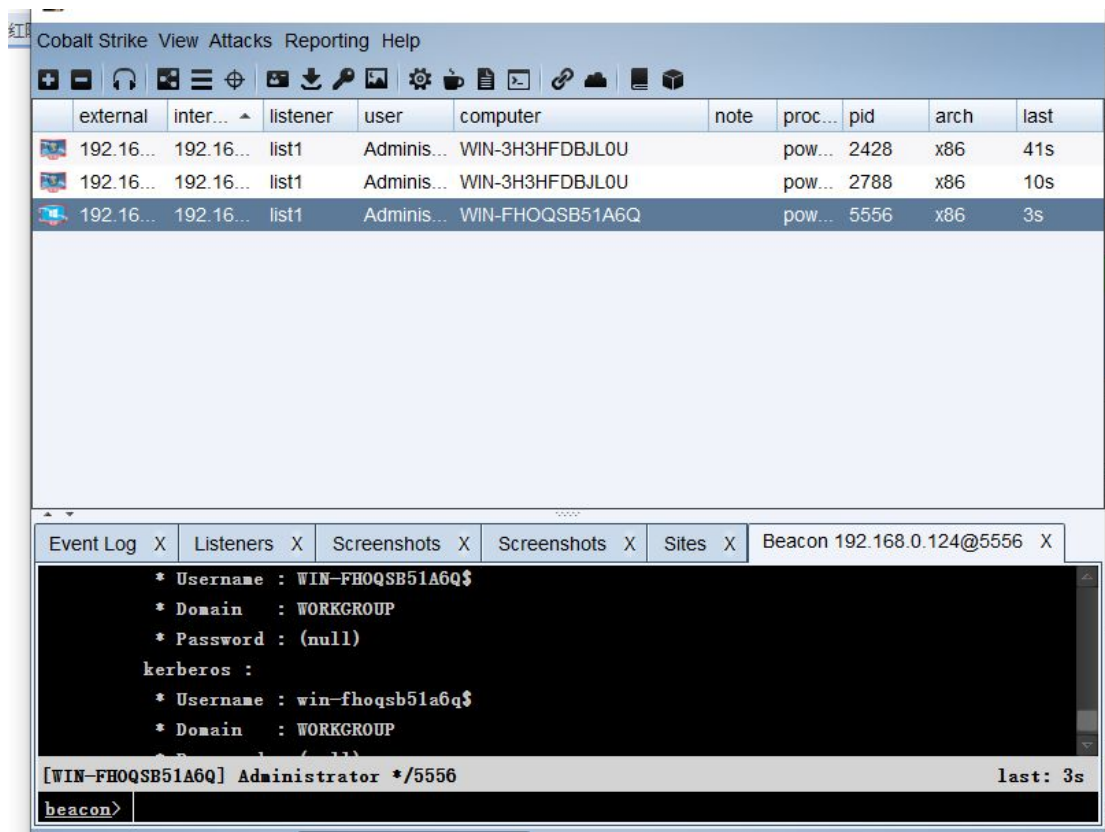 红
Cobalt Strike View Attacks Reporting Help
external inter... listener user computer note proc... pid arch last
192.16... 192.16... list1 Adminis... WIN-3H3HFDBJL0U pow... 2428 x86 41s
192.16... 192.16... list1 Adminis... WIN-3H3HFDBJL0U pow... 2788 x86 10s
192.16... 192.16... list1 Adminis... WIN-FHOQSB51A6Q pow... 5556 x86 3s
Event Log X Listeners X Screenshots X Screenshots X Sites X Beacon 192.168.0.124@5556 X
* Username : WIN-FHOQSB51A6Q$
* Domain : WORKGROUP
* Password : (null)
kerberos :
* Username : win-fhoqsb51a6q$
* Domain : WORKGROUP
[WIN-FHOQSB51A6Q] Administrator */5556 last: 3s
beacon>